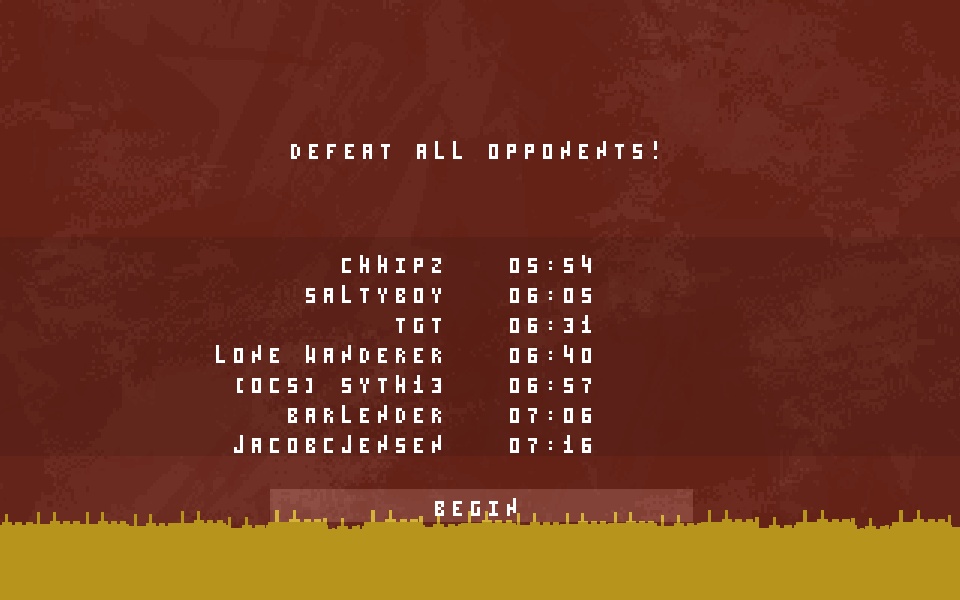 DEFEAT ALL OPPONENTS!
CHHIPZ 05:54
SALTYBOY 06:05
TGT 06:31
LONE WANDERER 06:40
[OCS] SYTH13 06:57
BARLENDER 07:06
JACOBCJENSEN 07:16
BEGIN